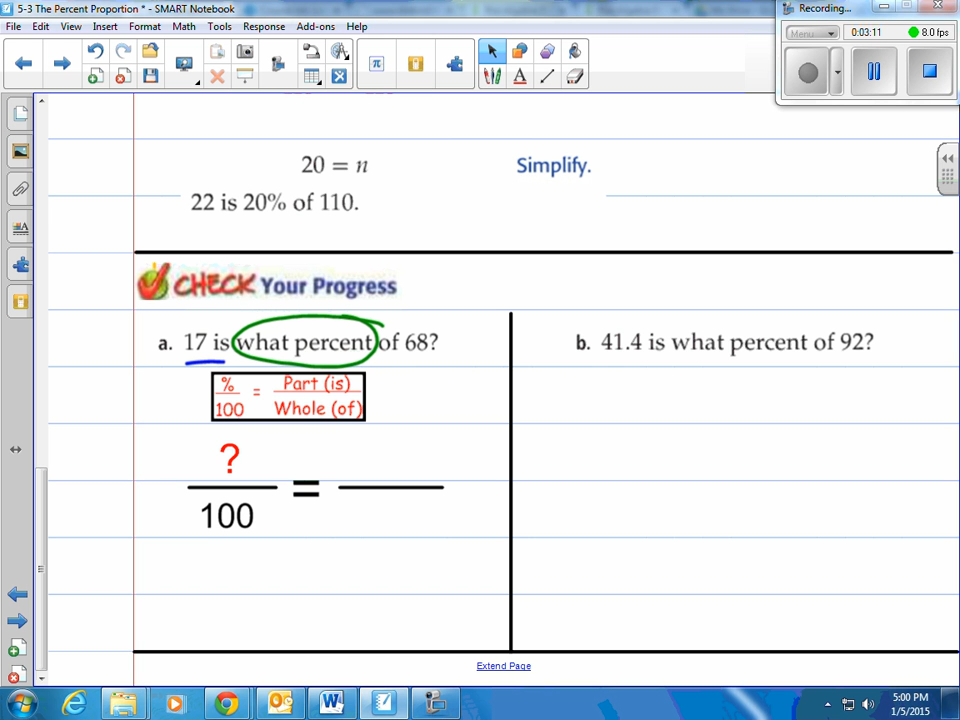 5-3 The Percent Proportion * - SMART Notebook
Recording...
File Edit View Insert Format Math Tools Response Add-ons Help
Menu
0:03:11
8.0 fps
π
A
20 = n
Simplify.
22 is 20% of 110.
CHECK Your Progress
a. 17 is what percent of 68?
b. 41.4 is what percent of 92?
% = Part (is)
100 Whole (of)
?
=
100
Extend Page
5:00 PM
1/5/2015